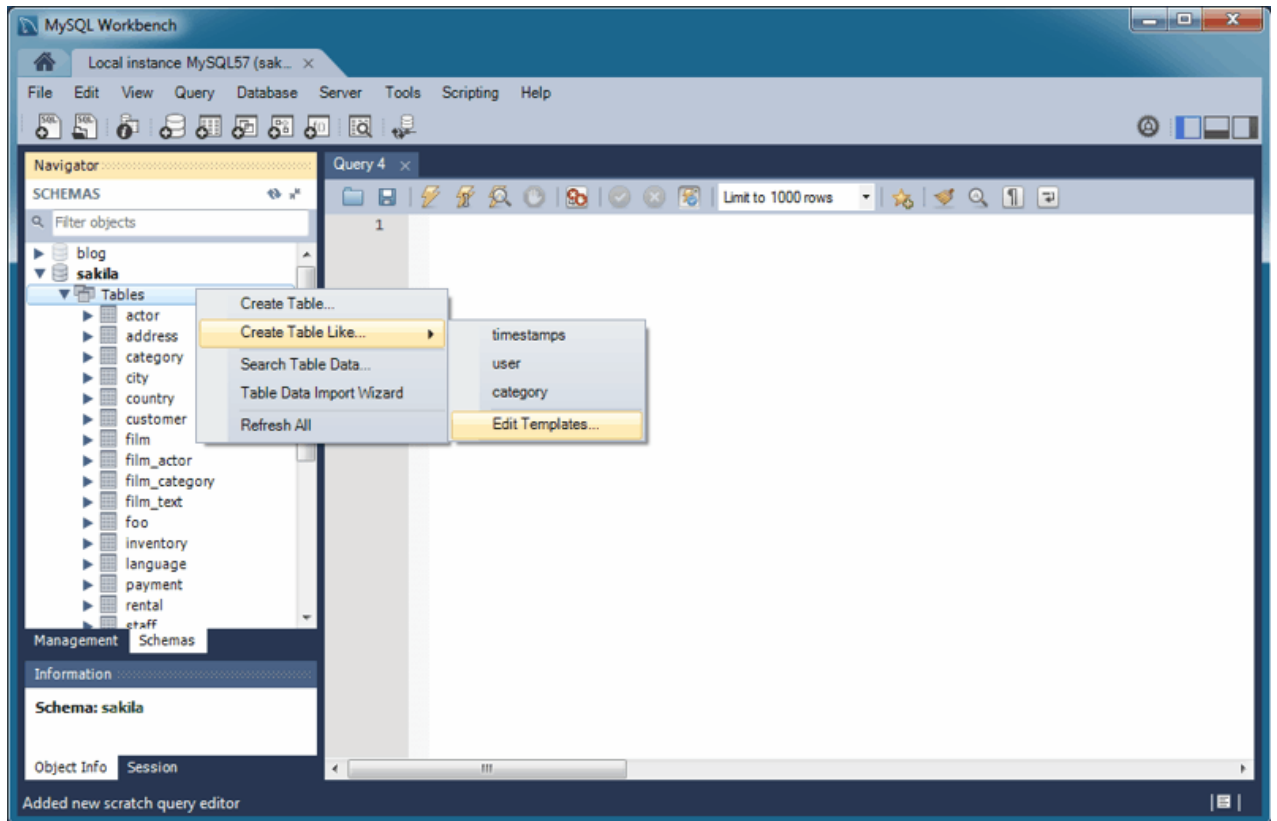 MySQL Workbench
Local instance MySQL57 (sak...
File Edit View Query Database Server Tools Scripting Help
Navigator
SCHEMAS
Filter objects
blog
sakila
Tables
actor
address
category
city
country
customer
film
film_actor
film_category
film_text
foo
inventory
language
payment
rental
staff
Management Schemas
Information
Schema: sakila
Object Info Session
Query 4
Limit to 1000 rows
1
Create Table...
Create Table Like...
Search Table Data...
Table Data Import Wizard
Refresh All
timestamps
user
category
Edit Templates...
Added new scratch query editor